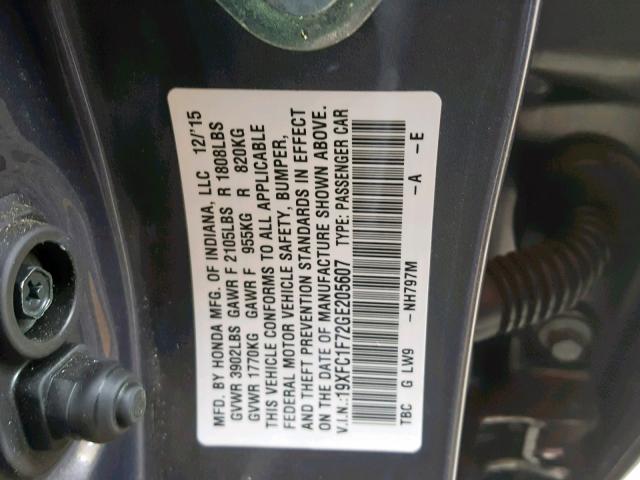 MFD. BY HONDA MFG. OF INDIANA, LLC 12/'15
GVWR 3902LBS GAWR F 2105LBS R 1808LBS
GVWR 1770KG GAWR F 955KG R 820KG
THIS VEHICLE CONFORMS TO ALL APPLICABLE
FEDERAL MOTOR VEHICLE SAFETY, BUMPER,
AND THEFT PREVENTION STANDARDS IN EFFECT
ON THE DATE OF MANUFACTURE SHOWN ABOVE.
V.I.N.:19XFC1F72GE205607 TYPE: PASSENGER CAR
TBC G LW9 -NH797M -A -E